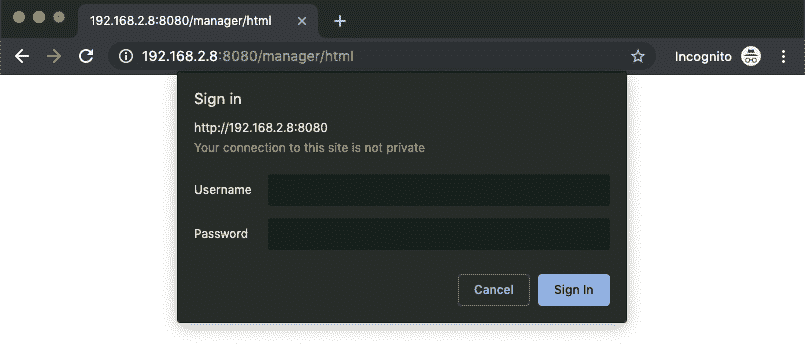 192.168.2.8:8080/manager/html
192.168.2.8:8080/manager/html
Incognito
Sign in
http://192.168.2.8:8080
Your connection to this site is not private
Username
Password
Cancel
Sign In